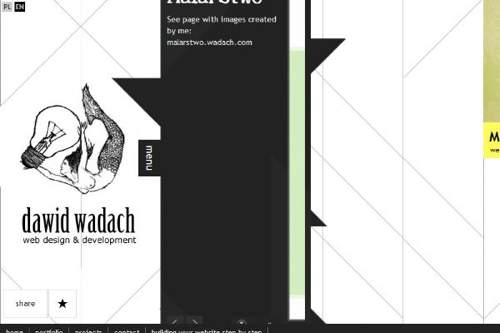 PL EN
See page with images created
by me:
malarstwo.wadach.com
menu
dawid wadach
web design & development
share
home portfolio projects contact building your website step by step
M
we